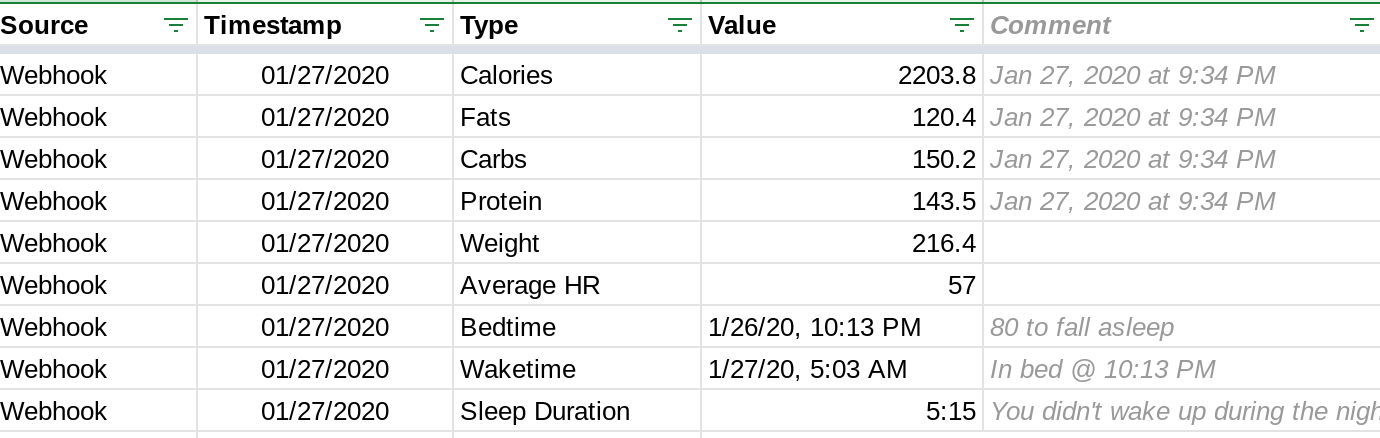 Source Timestamp Type Value Comment
Webhook 01/27/2020 Calories 2203.8 Jan 27, 2020 at 9:34 PM
Webhook 01/27/2020 Fats 120.4 Jan 27, 2020 at 9:34 PM
Webhook 01/27/2020 Carbs 150.2 Jan 27, 2020 at 9:34 PM
Webhook 01/27/2020 Protein 143.5 Jan 27, 2020 at 9:34 PM
Webhook 01/27/2020 Weight 216.4
Webhook 01/27/2020 Average HR 57
Webhook 01/27/2020 Bedtime 1/26/20, 10:13 PM 80 to fall asleep
Webhook 01/27/2020 Waketime 1/27/20, 5:03 AM In bed @ 10:13 PM
Webhook 01/27/2020 Sleep Duration 5:15 You didn't wake up during the nigh